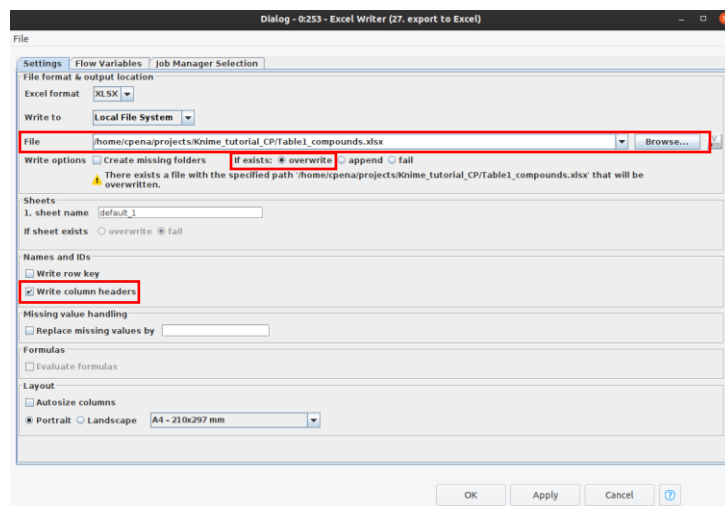 Dialog - 0:253 - Excel Writer (27. export to Excel)
File
Settings Flow Variables Job Manager Selection
File format & output location
Excel format XLSX
Write to Local File System
File /home/cpena/projects/Knime_tutorial_CP/Table1_compounds.xlsx Browse...
Write options Create missing folders If exists: overwrite append fail
There exists a file with the specified path '/home/cpena/projects/Knime_tutorial_CP/Table1_compounds.xlsx' that will be
overwritten.
Sheets
1. sheet name default_1
If sheet exists overwrite fail
Names and IDs
Write row key
Write column headers
Missing value handling
Replace missing values by
Formulas
Evaluate formulas
Layout
Autosize columns
Portrait Landscape A4 - 210x297 mm
OK Apply Cancel ?